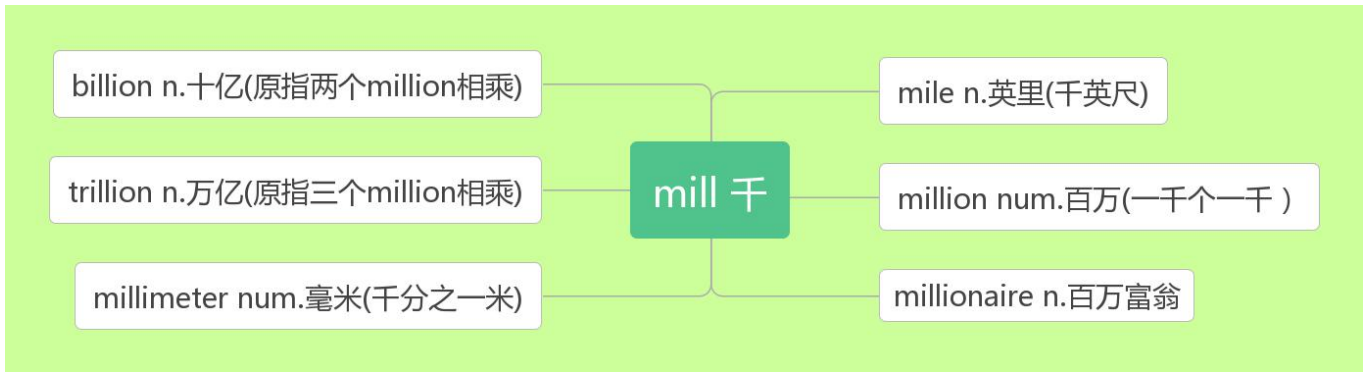 billion n.十亿(原指两个million相乘)
trillion n.万亿(原指三个million相乘)
millimeter num.毫米(千分之一米)
mill 千
mile n.英里(千英尺)
million num.百万(一千个一千 )
millionaire n.百万富翁